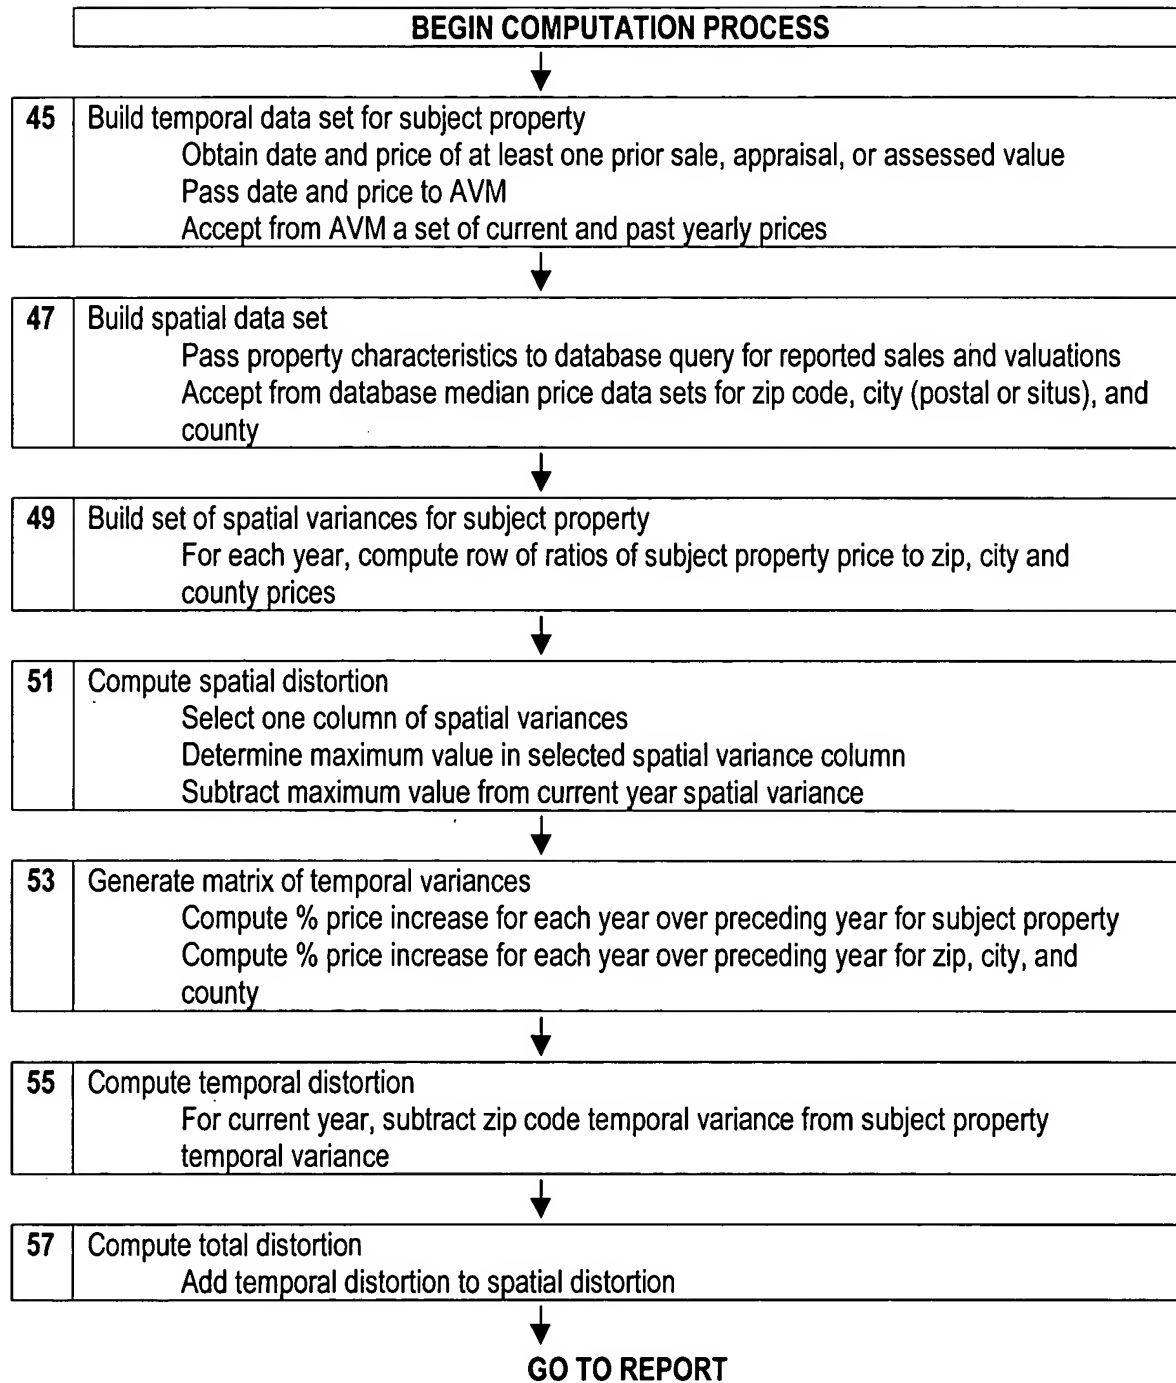 BEGIN COMPUTATION PROCESS
45 Build temporal data set for subject property
Obtain date and price of at least one prior sale, appraisal, or assessed value
Pass date and price to AVM
Accept from AVM a set of current and past yearly prices
47 Build spatial data set
Pass property characteristics to database query for reported sales and valuations
Accept from database median price data sets for zip code, city (postal or situs), and
county
49 Build set of spatial variances for subject property
For each year, compute row of ratios of subject property price to zip, city and
county prices
51 Compute spatial distortion
Select one column of spatial variances
Determine maximum value in selected spatial variance column
Subtract maximum value from current year spatial variance
53 Generate matrix of temporal variances
Compute % price increase for each year over preceding year for subject property
Compute % price increase for each year over preceding year for zip, city, and
county
55 Compute temporal distortion
For current year, subtract zip code temporal variance from subject property
temporal variance
57 Compute total distortion
Add temporal distortion to spatial distortion
GO TO REPORT